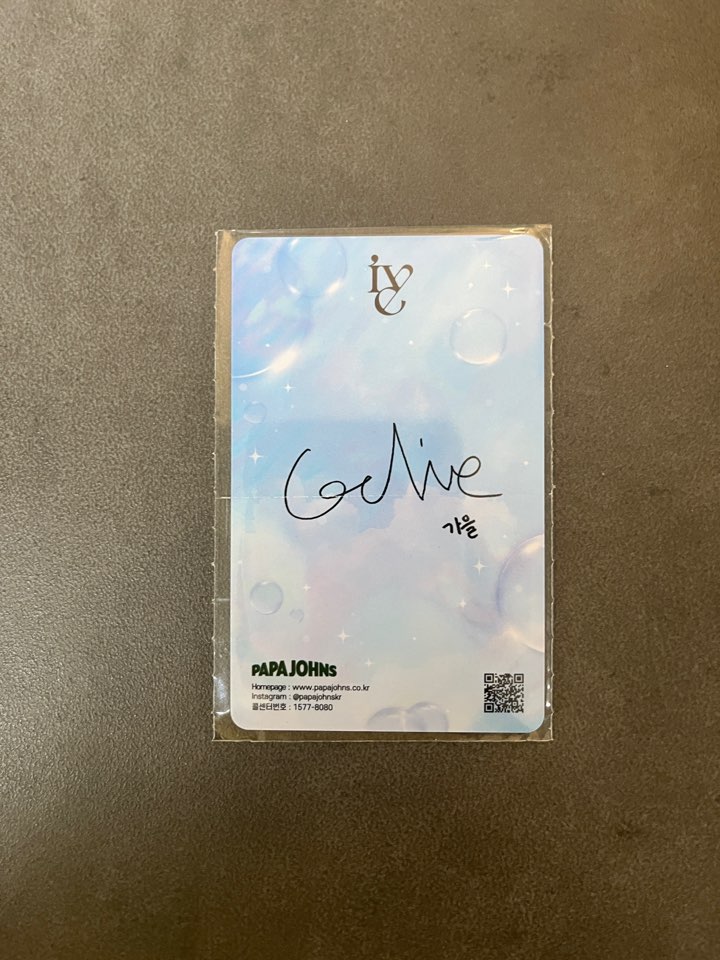 ive
가을
PAPA JOHNS
Homepage : www.papajohns.co.kr
Instagram : @papajohnskr
콜센터번호 : 1577-8080